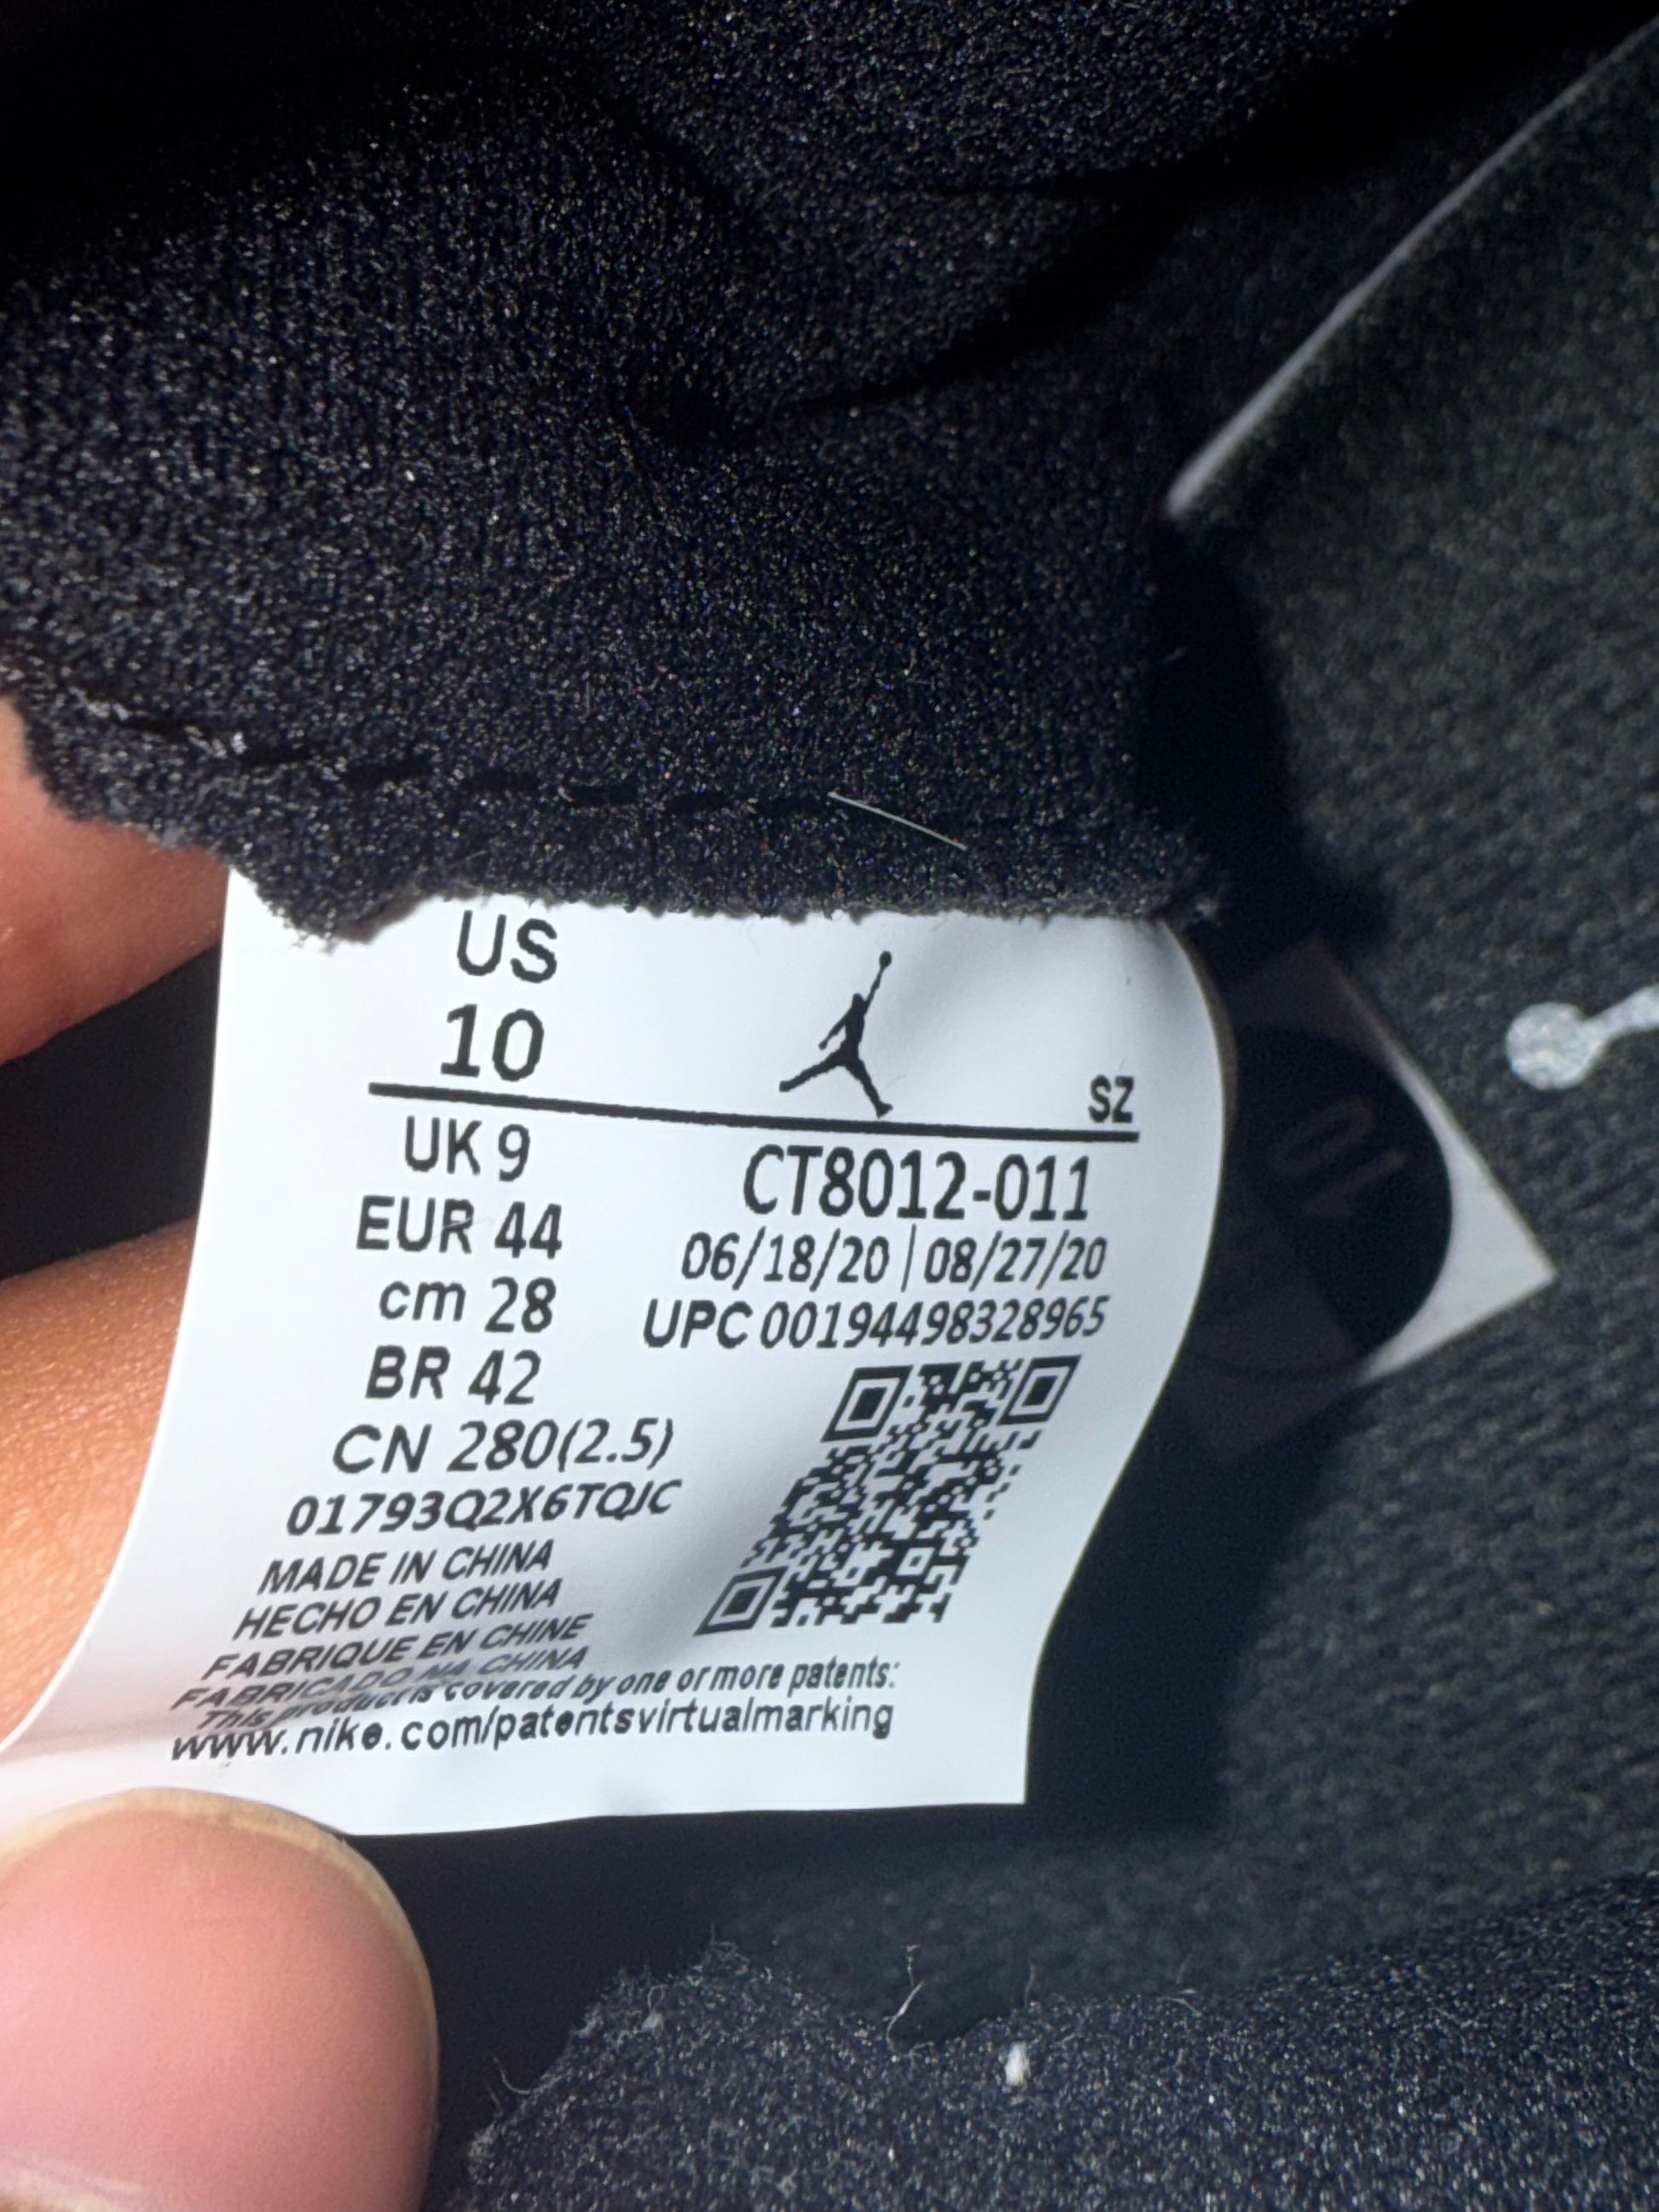 US
10
SZ
UK 9
EUR 44
cm 28
BR 42
CN 280(2.5)
01793Q2X6TQJC
MADE IN CHINA
HECHO EN CHINA
FABRIQUE EN CHINE
FABRICADO NA CHINA
CT8012-011
06/18/20 | 08/27/20
UPC 00194498328965
This product is covered by one or more patents:
www.nike.com/patentsvirtualmarking
10